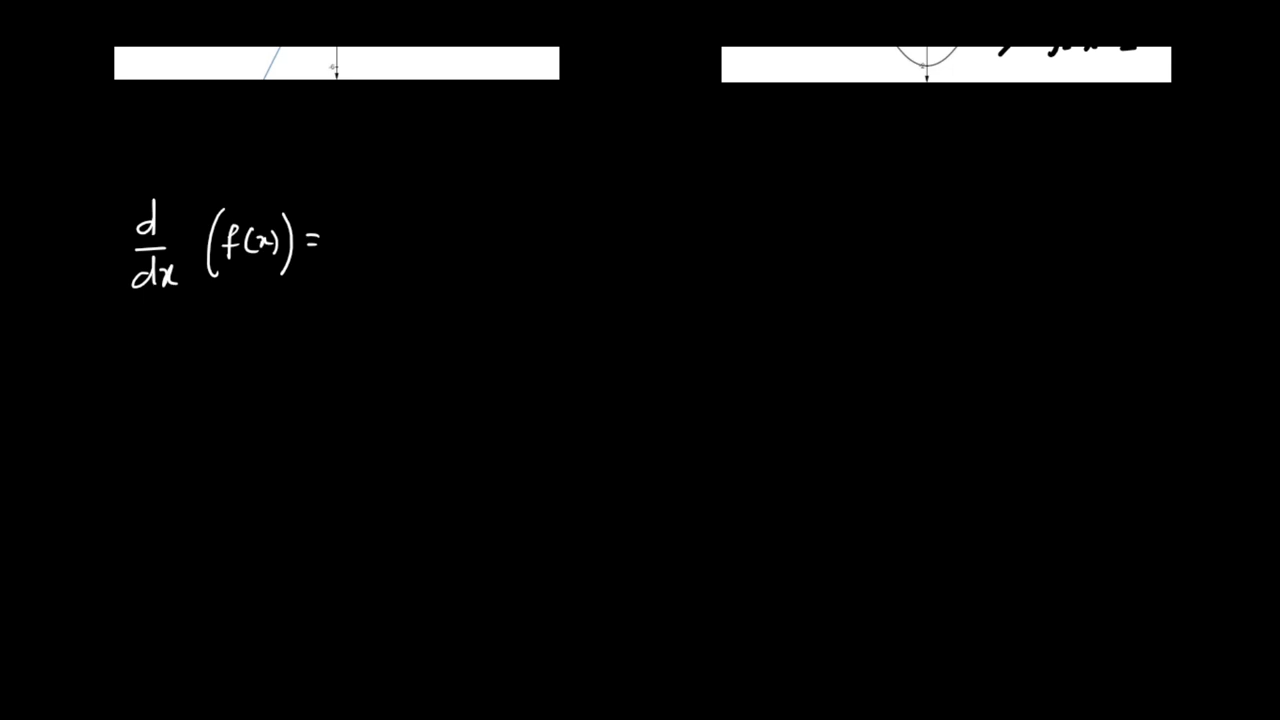 d/dx (f(x)) =